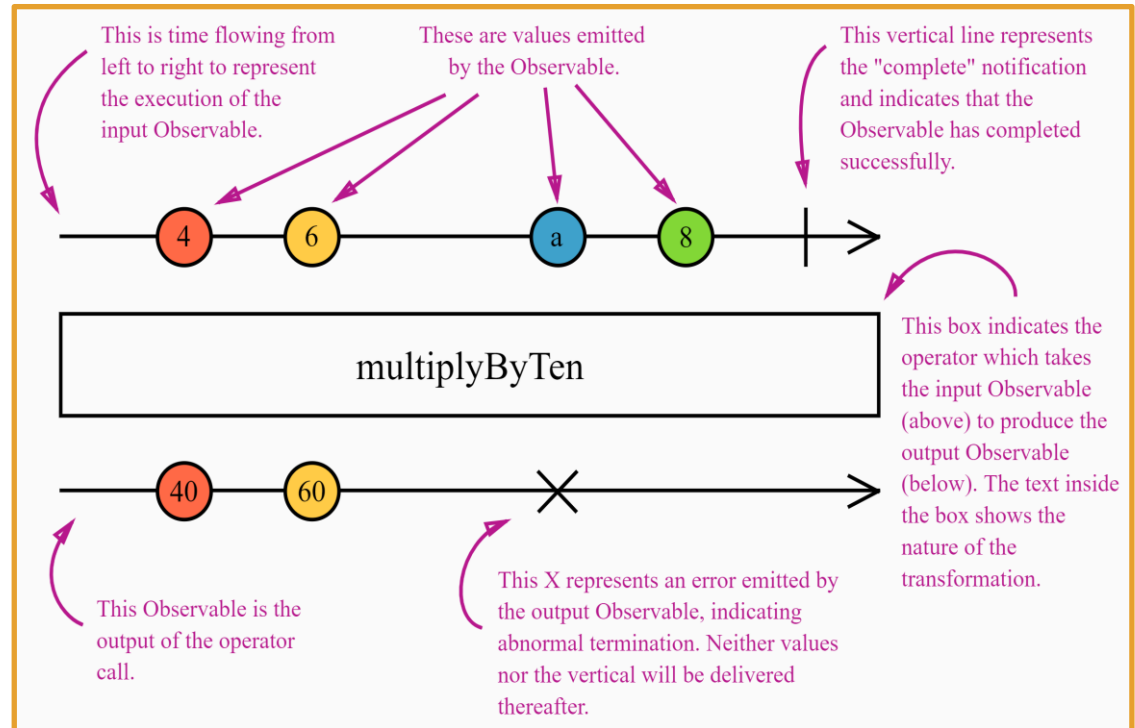 This is time flowing from
left to right to represent
the execution of the
input Observable.
These are values emitted
by the Observable.
This vertical line represents
the "complete" notification
and indicates that the
Observable has completed
successfully.
4
6
a
8
multiplyByTen
This box indicates the
operator which takes
the input Observable
(above) to produce the
output Observable
(below). The text inside
the box shows the
nature of the
transformation.
40
60
This Observable is the
output of the operator
call.
This X represents an error emitted by
the output Observable, indicating
abnormal termination. Neither values
nor the vertical will be delivered
thereafter.